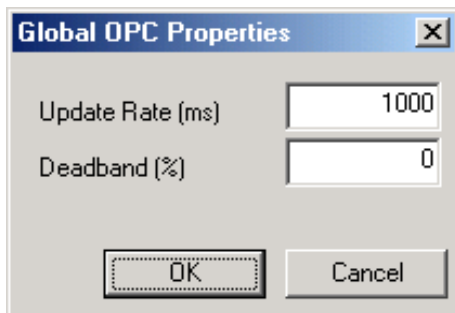 Global OPC Properties
Update Rate (ms) 1000
Deadband (%) 0
OK Cancel